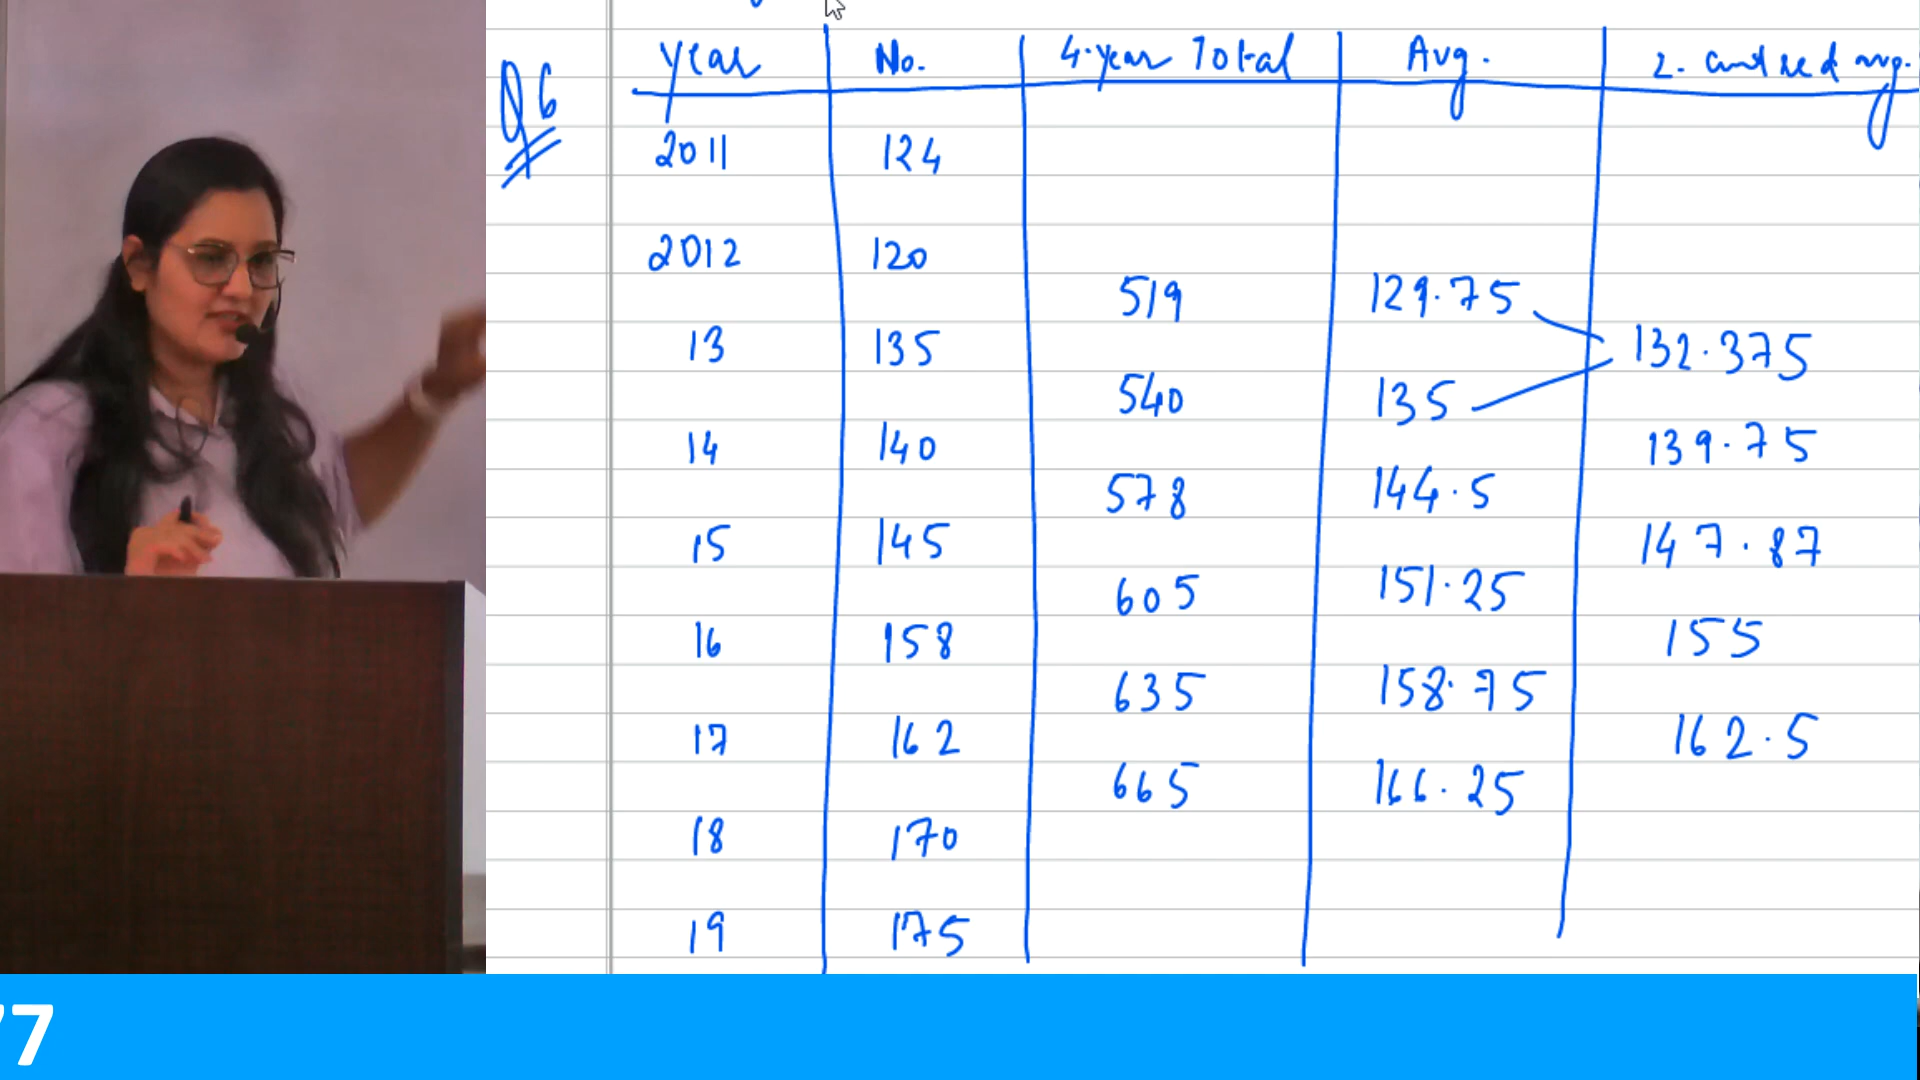 Q6
Year No. 4-year Total Avg. 2. centred avg.
2011 124
2012 120
519 129.75
13 135 132.375
540 135
14 140 139.75
578 144.5
15 145 147.87
605 151.25
16 158 155
635 158.75
17 162 162.5
665 166.25
18 170
19 175
77